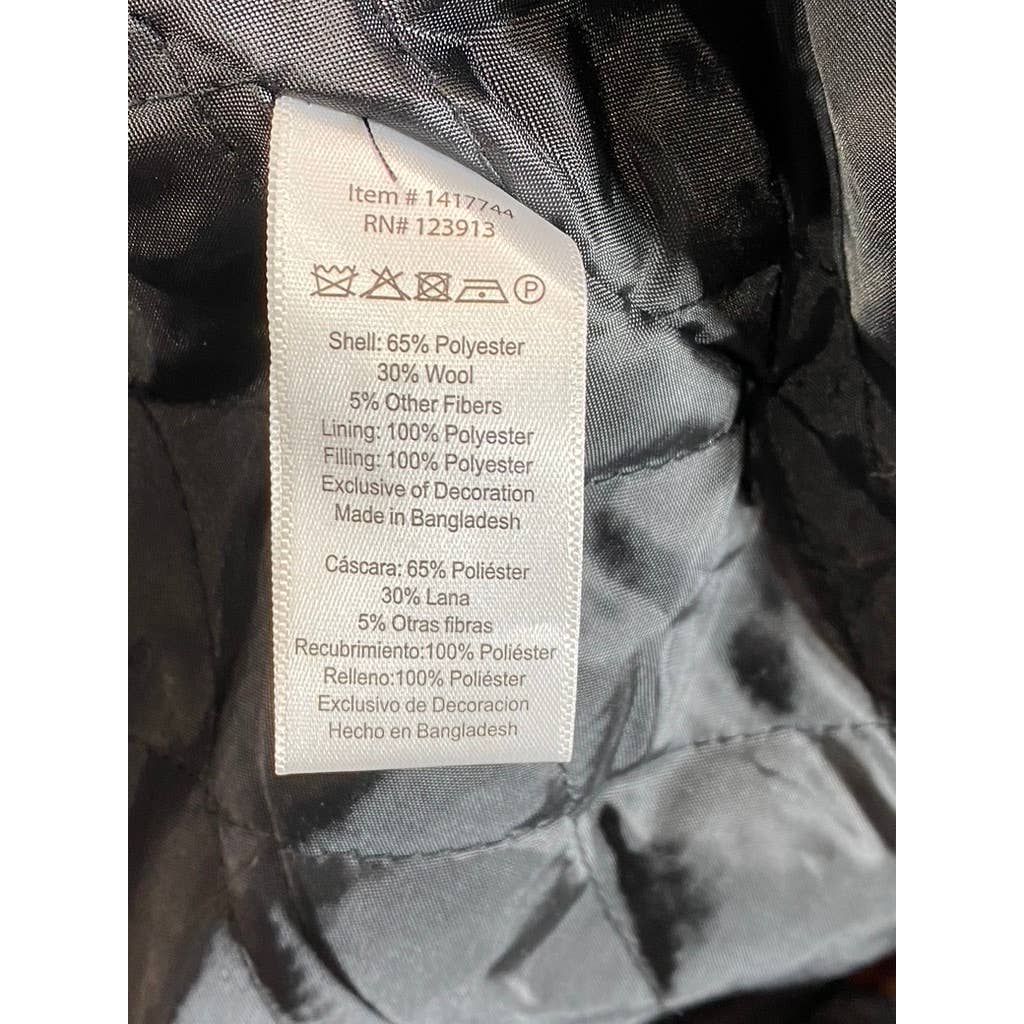 Item # 1417744
RN# 123913
P
Shell: 65% Polyester
30% Wool
5% Other Fibers
Lining: 100% Polyester
Filling: 100% Polyester
Exclusive of Decoration
Made in Bangladesh
Cáscara: 65% Poliéster
30% Lana
5% Otras fibras
Recubrimiento:100% Poliéster
Relleno:100% Poliéster
Exclusivo de Decoracion
Hecho en Bangladesh